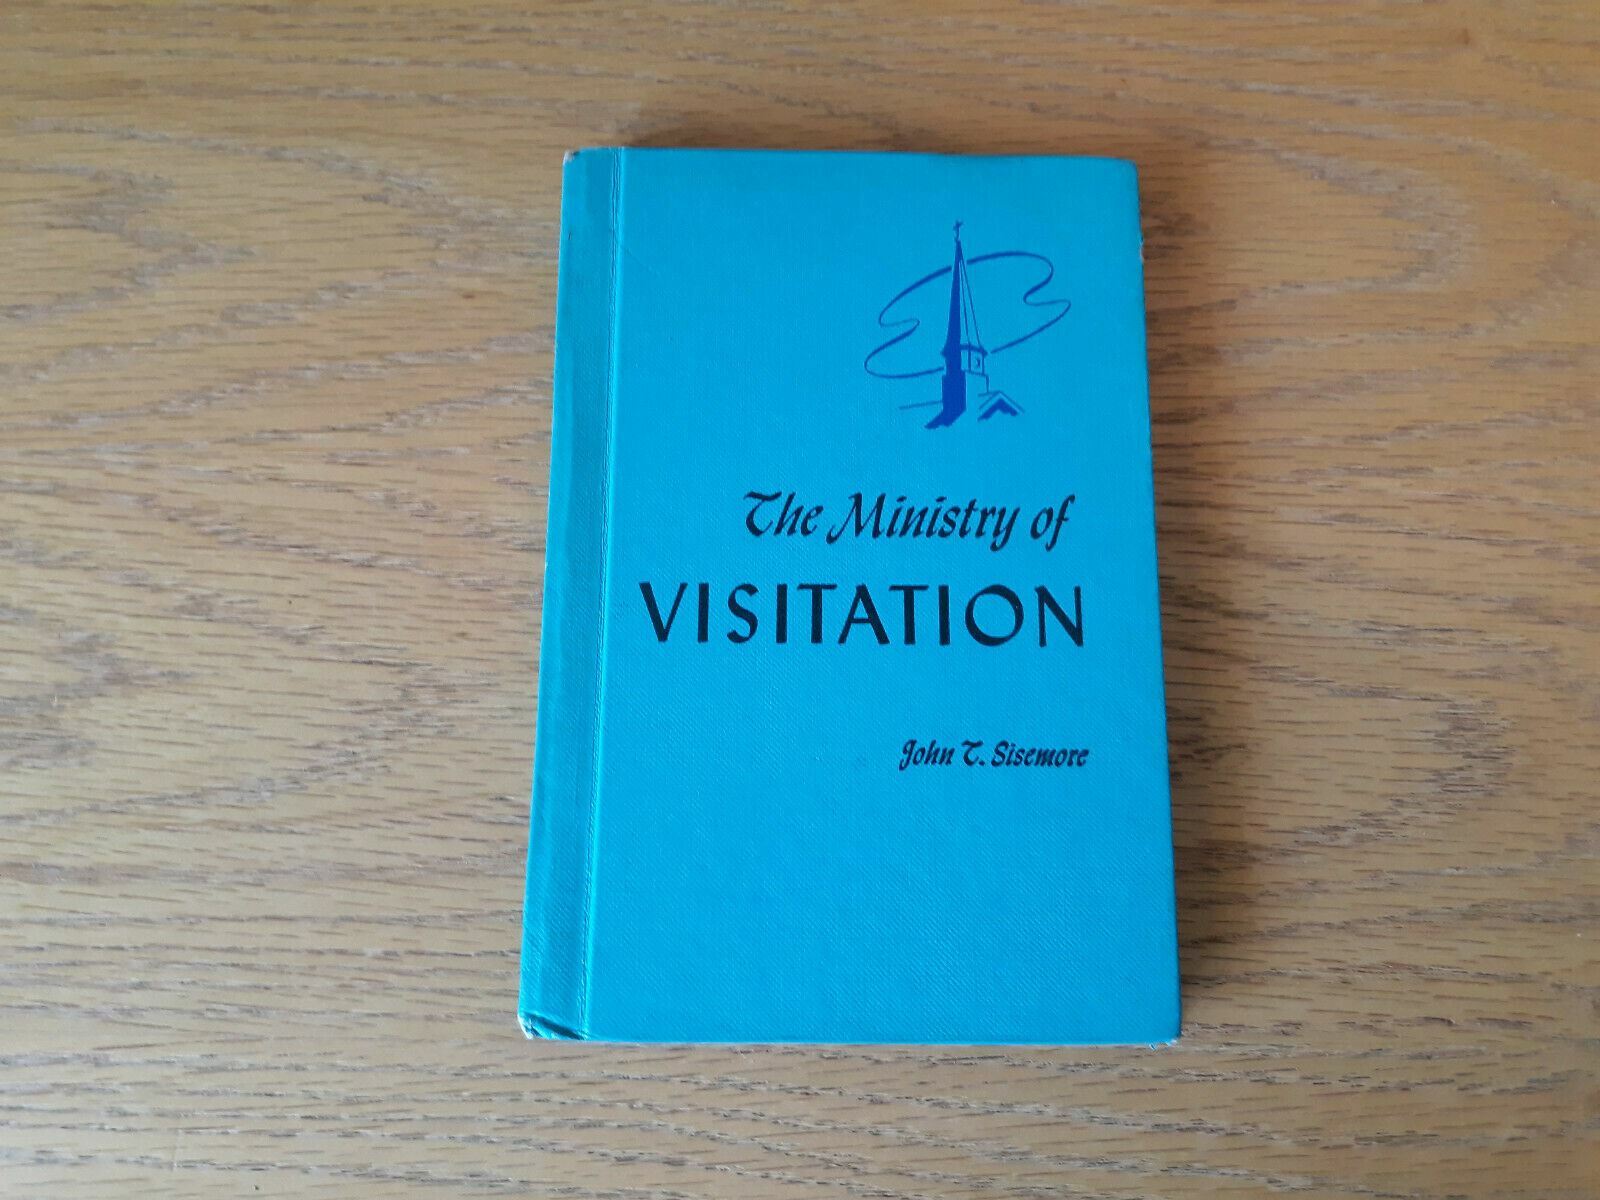 The Ministry of
VISITATION
John T. Sisemore